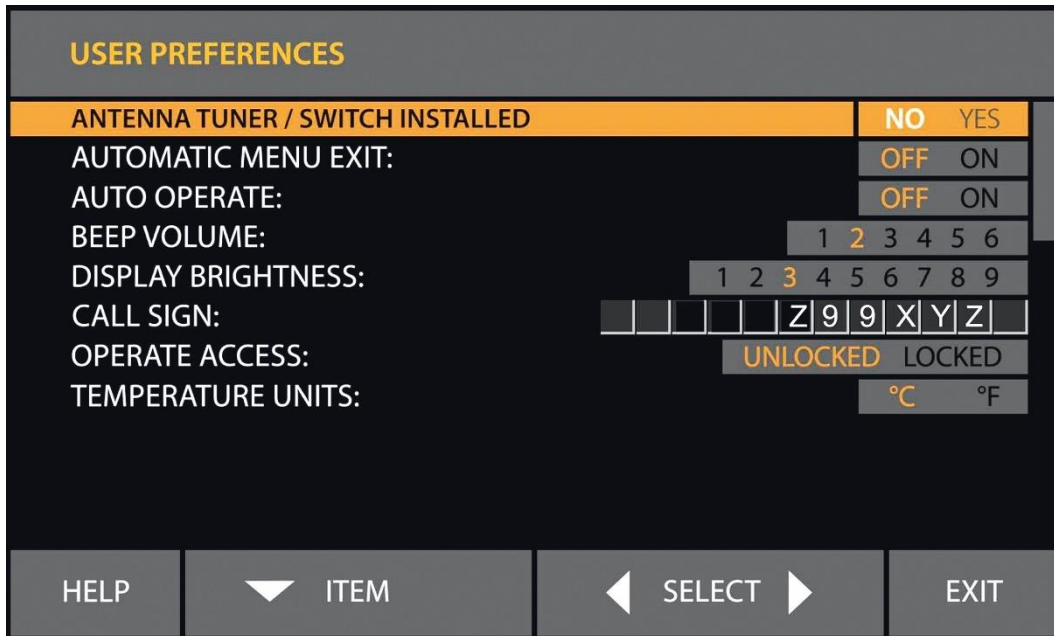 USER PREFERENCES
ANTENNA TUNER / SWITCH INSTALLED NO YES
AUTOMATIC MENU EXIT: OFF ON
AUTO OPERATE: OFF ON
BEEP VOLUME: 1 2 3 4 5 6
DISPLAY BRIGHTNESS: 1 2 3 4 5 6 7 8 9
CALL SIGN: Z99XYZ
OPERATE ACCESS: UNLOCKED LOCKED
TEMPERATURE UNITS: °C °F
HELP ITEM SELECT EXIT